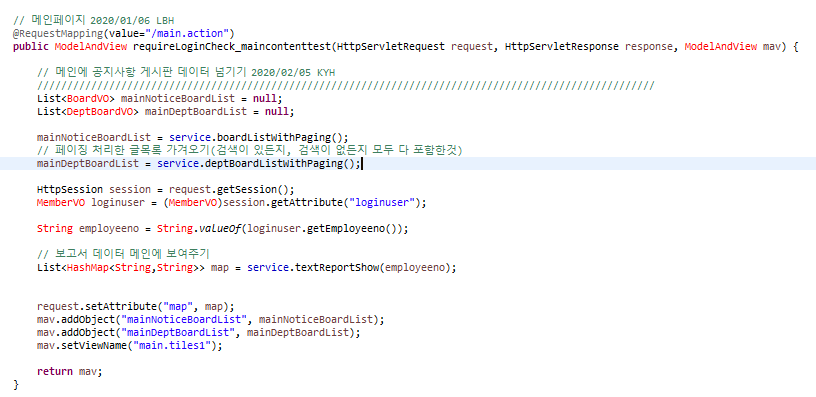 // 메인페이지 2020/01/06 LBH
@RequestMapping(value="/main.action")
public ModelAndView requireLoginCheck_maincontenttest(HttpServletRequest request, HttpServletResponse response, ModelAndView mav) {
// 메인에 공지사항 게시판 데이터 넘기기 2020/02/05 KYH
//////////////////////////////////////////////////////////////////////////////////////////////////////
List<BoardVO> mainNoticeBoardList = null;
List<DeptBoardVO> mainDeptBoardList = null;
mainNoticeBoardList = service.boardListWithPaging();
// 페이징 처리한 글목록 가져오기(검색이 있든지, 검색이 없든지 모두 다 포함한것)
mainDeptBoardList = service.deptBoardListWithPaging();
HttpSession session = request.getSession();
MemberVO loginuser = (MemberVO)session.getAttribute("loginuser");
String employeeno = String.valueOf(loginuser.getEmployeeno());
// 보고서 데이터 메인에 보여주기
List<HashMap<String,String>> map = service.textReportShow(employeeno);
request.setAttribute("map", map);
mav.addObject("mainNoticeBoardList", mainNoticeBoardList);
mav.addObject("mainDeptBoardList", mainDeptBoardList);
mav.setViewName("main.tiles1");
return mav;
}